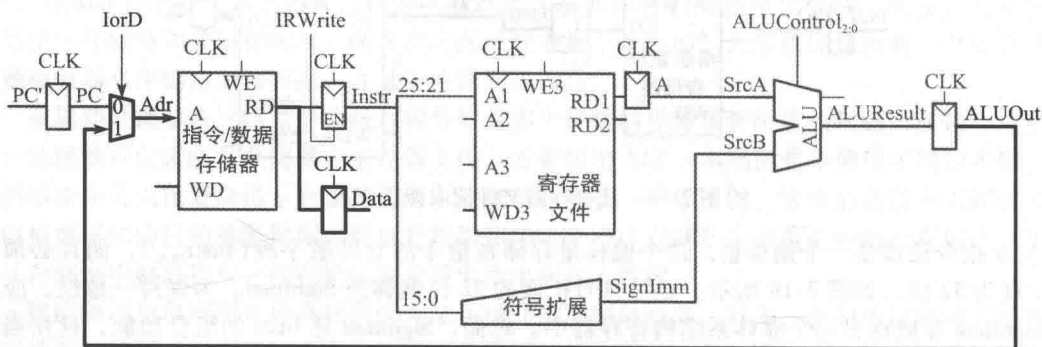 IorD
IRWrite
ALUControl2:0
CLK
CLK
CLK
CLK
CLK
CLK
PC'
PC
0
1
Adr
WE
A
RD
指令/数据
存储器
WD
EN
Instr
CLK
Data
25:21
WE3
A1
A2
A3
WD3
RD1
RD2
寄存器
文件
A
SrcA
SrcB
ALU
ALUResult
ALUOut
15:0
符号扩展
SignImm